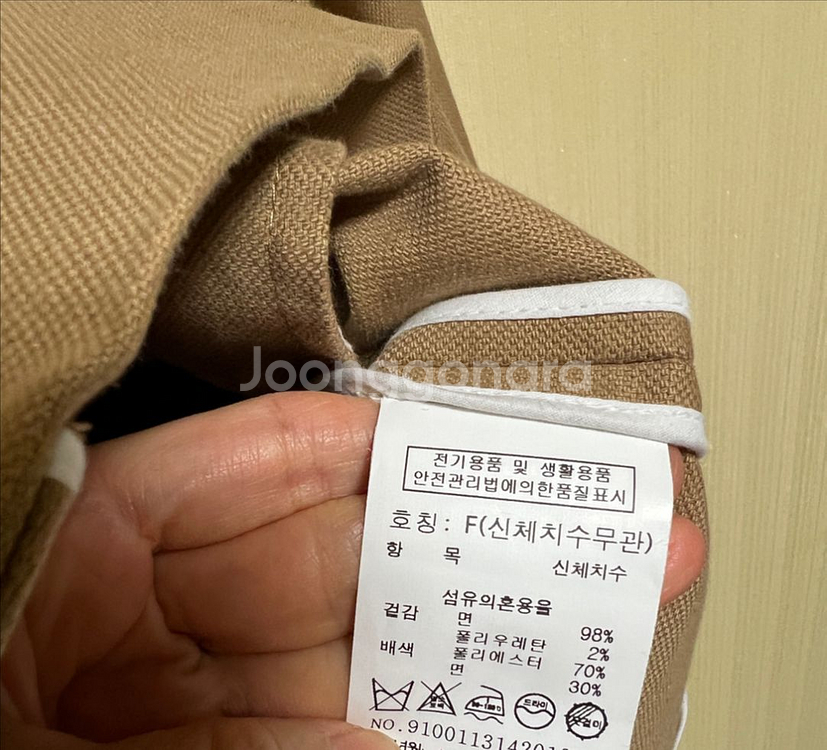 Joonggonara
전기용품 및 생활용품
안전관리법에의한품질표시
호칭: F(신체치수무관)
항 목 신체치수
섬유의혼용율
겉감 면 98%
폴리우레탄 2%
배색 폴리에스터 70%
면 30%
드라이
NO.910011314201